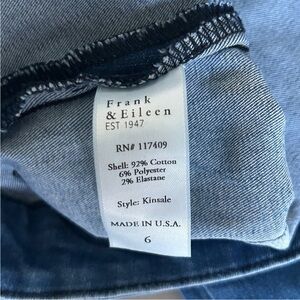 Frank
& Eileen
EST 1947
RN# 117409
Shell: 92% Cotton
6% Polyester
2% Elastane
Style: Kinsale
MADE IN U.S.A.
6